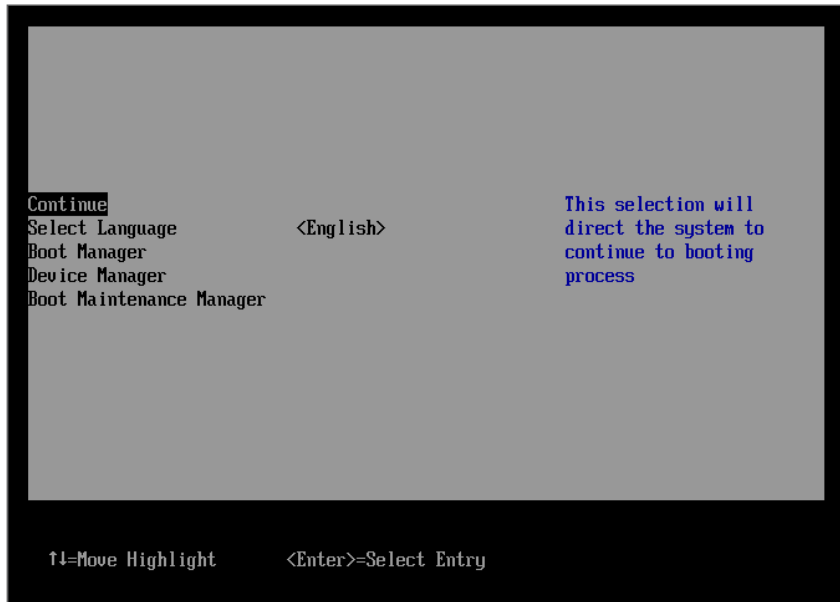 Continue
Select Language <English>
Boot Manager
Device Manager
Boot Maintenance Manager
This selection will
direct the system to
continue to booting
process
↑↓=Move Highlight <Enter>=Select Entry